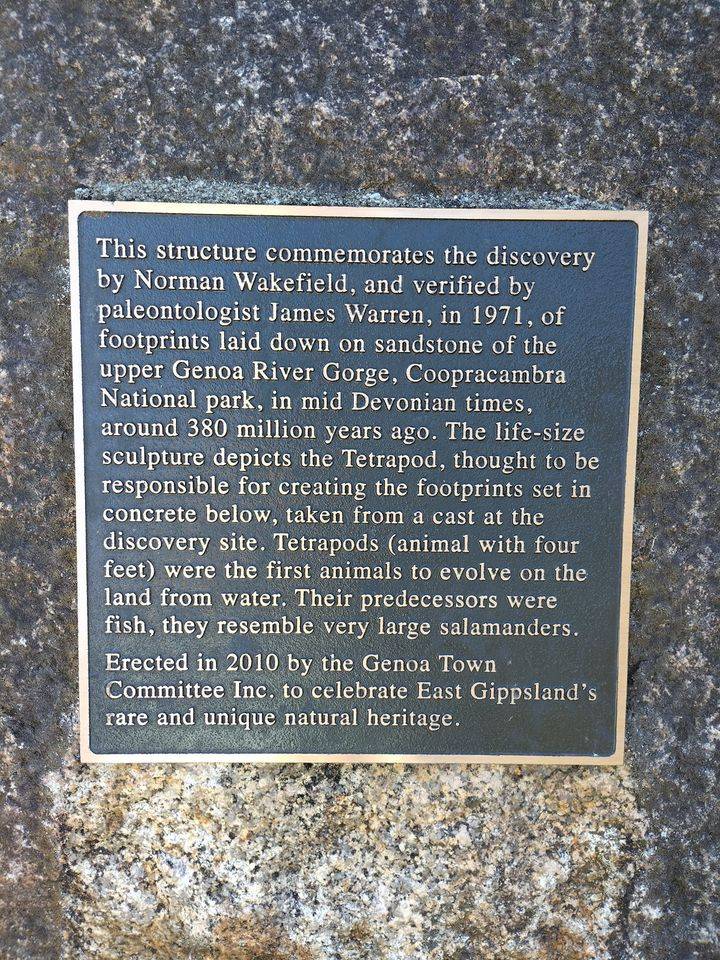 This structure commemorates the discovery
by Norman Wakefield, and verified by
paleontologist James Warren, in 1971, of
footprints laid down on sandstone of the
upper Genoa River Gorge, Coopracambra
National park, in mid Devonian times,
around 380 million years ago. The life-size
sculpture depicts the Tetrapod, thought to be
responsible for creating the footprints set in
concrete below, taken from a cast at the
discovery site. Tetrapods (animal with four
feet) were the first animals to evolve on the
land from water. Their predecessors were
fish, they resemble very large salamanders.
Erected in 2010 by the Genoa Town
Committee Inc. to celebrate East Gippsland's
rare and unique natural heritage.